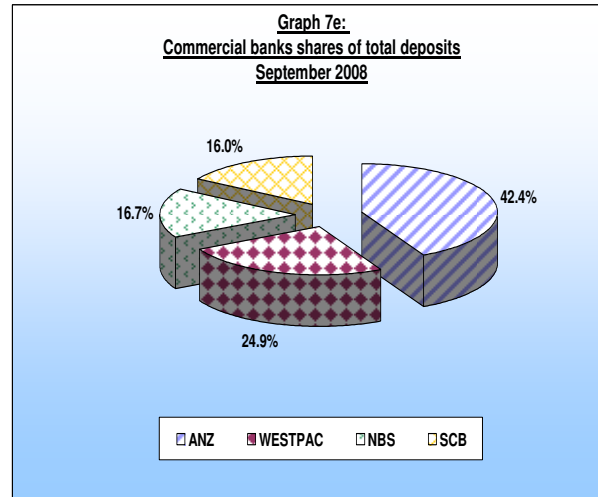 Graph 7e:
Commercial banks shares of total deposits
September 2008
16.0%
42.4%
16.7%
24.9%
ANZ WESTPAC NBS SCB